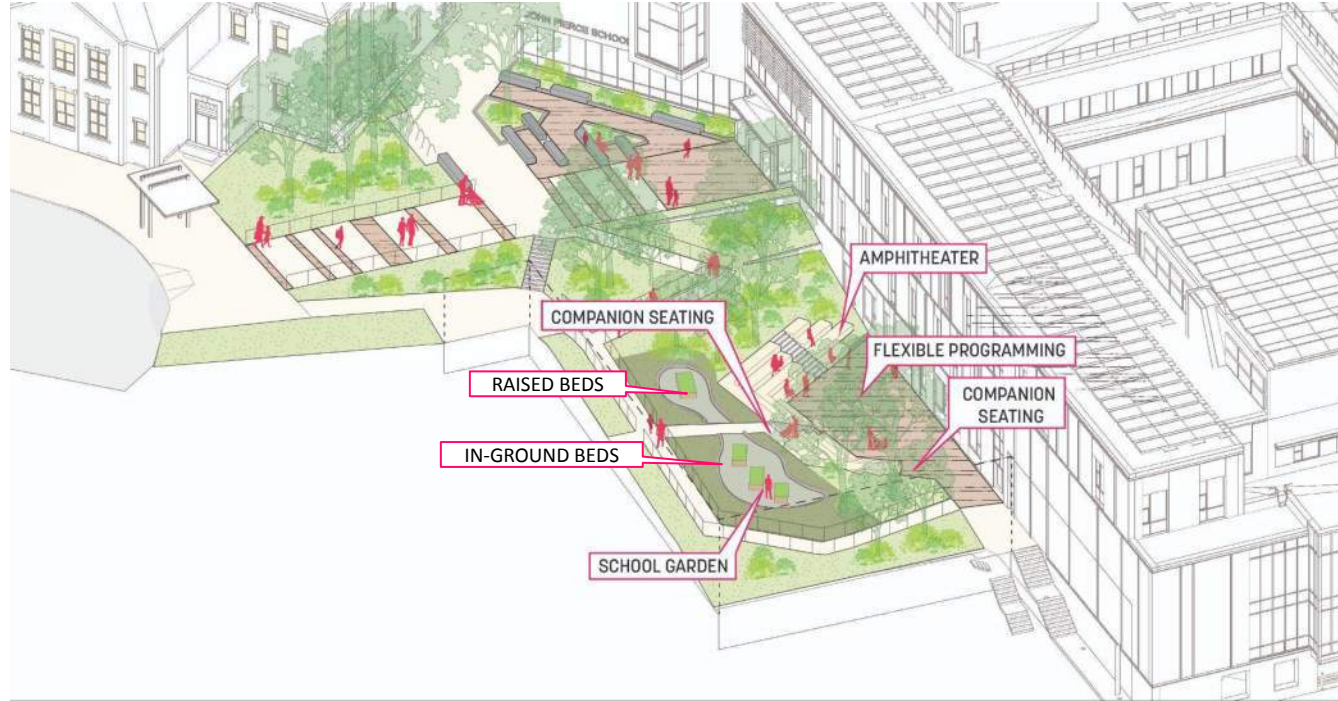 JOHN PIERCE SCHOOL
AMPHITHEATER
COMPANION SEATING
FLEXIBLE PROGRAMMING
RAISED BEDS
COMPANION
SEATING
IN-GROUND BEDS
SCHOOL GARDEN